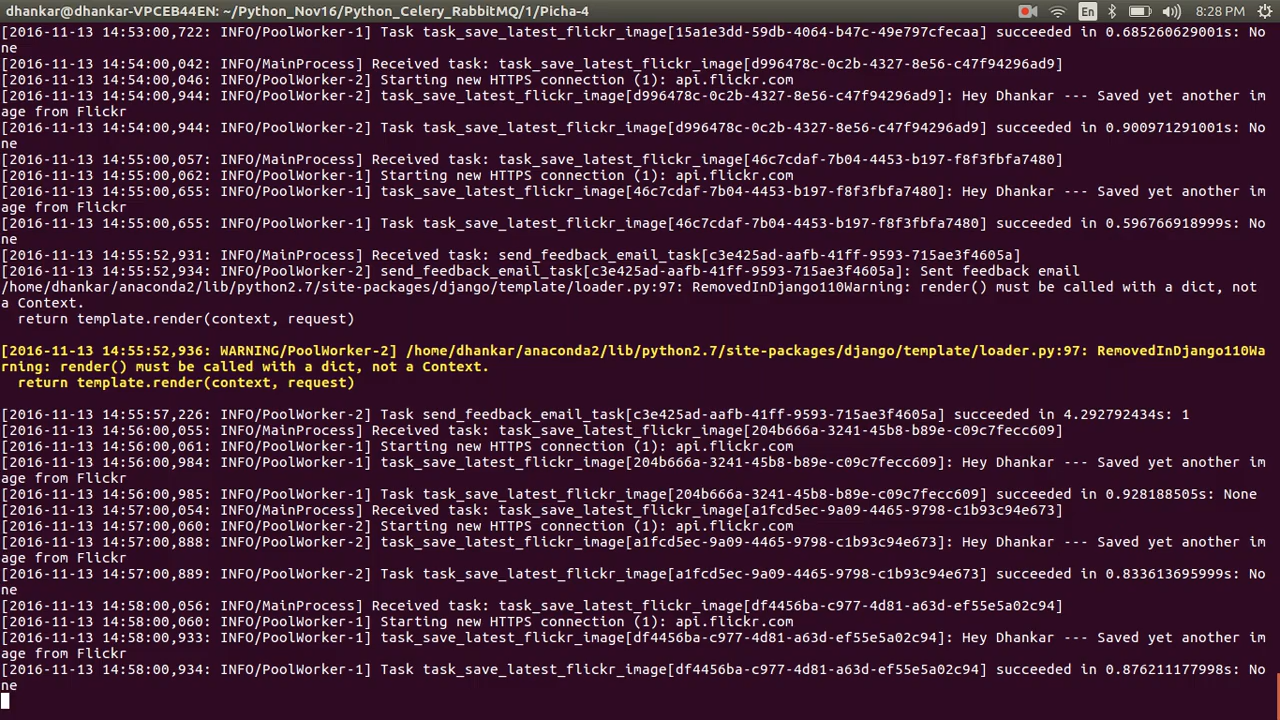 dhankar@dhankar-VPCEB44EN: ~/Python_Nov16/Python_Celery_RabbitMQ/1/Picha-4
En
8:28 PM
[2016-11-13 14:53:00,722: INFO/PoolWorker-1] Task task_save_latest_flickr_image[15a1e3dd-59db-4064-b47c-49e797cfecaa] succeeded in 0.685260629001s: No
ne
[2016-11-13 14:54:00,042: INFO/MainProcess] Received task: task_save_latest_flickr_image[d996478c-0c2b-4327-8e56-c47f94296ad9]
[2016-11-13 14:54:00,046: INFO/PoolWorker-2] Starting new HTTPS connection (1): api.flickr.com
[2016-11-13 14:54:00,944: INFO/PoolWorker-2] task_save_latest_flickr_image[d996478c-0c2b-4327-8e56-c47f94296ad9]: Hey Dhankar --- Saved yet another im
age from Flickr
[2016-11-13 14:54:00,944: INFO/PoolWorker-2] Task task_save_latest_flickr_image[d996478c-0c2b-4327-8e56-c47f94296ad9] succeeded in 0.900971291001s: No
ne
[2016-11-13 14:55:00,057: INFO/MainProcess] Received task: task_save_latest_flickr_image[46c7cdaf-7b04-4453-b197-f8f3fbfa7480]
[2016-11-13 14:55:00,062: INFO/PoolWorker-1] Starting new HTTPS connection (1): api.flickr.com
[2016-11-13 14:55:00,655: INFO/PoolWorker-1] task_save_latest_flickr_image[46c7cdaf-7b04-4453-b197-f8f3fbfa7480]: Hey Dhankar --- Saved yet another im
age from Flickr
[2016-11-13 14:55:00,655: INFO/PoolWorker-1] Task task_save_latest_flickr_image[46c7cdaf-7b04-4453-b197-f8f3fbfa7480] succeeded in 0.596766918999s: No
ne
[2016-11-13 14:55:52,931: INFO/MainProcess] Received task: send_feedback_email_task[c3e425ad-aafb-41ff-9593-715ae3f4605a]
[2016-11-13 14:55:52,934: INFO/PoolWorker-2] send_feedback_email_task[c3e425ad-aafb-41ff-9593-715ae3f4605a]: Sent feedback email
/home/dhankar/anaconda2/lib/python2.7/site-packages/django/template/loader.py:97: RemovedInDjango110Warning: render() must be called with a dict, not
a Context.
  return template.render(context, request)
[2016-11-13 14:55:52,936: WARNING/PoolWorker-2] /home/dhankar/anaconda2/lib/python2.7/site-packages/django/template/loader.py:97: RemovedInDjango110Wa
rning: render() must be called with a dict, not a Context.
  return template.render(context, request)
[2016-11-13 14:55:57,226: INFO/PoolWorker-2] Task send_feedback_email_task[c3e425ad-aafb-41ff-9593-715ae3f4605a] succeeded in 4.292792434s: 1
[2016-11-13 14:56:00,055: INFO/MainProcess] Received task: task_save_latest_flickr_image[204b666a-3241-45b8-b89e-c09c7fecc609]
[2016-11-13 14:56:00,061: INFO/PoolWorker-1] Starting new HTTPS connection (1): api.flickr.com
[2016-11-13 14:56:00,984: INFO/PoolWorker-1] task_save_latest_flickr_image[204b666a-3241-45b8-b89e-c09c7fecc609]: Hey Dhankar --- Saved yet another im
age from Flickr
[2016-11-13 14:56:00,985: INFO/PoolWorker-1] Task task_save_latest_flickr_image[204b666a-3241-45b8-b89e-c09c7fecc609] succeeded in 0.928188505s: None
[2016-11-13 14:57:00,054: INFO/MainProcess] Received task: task_save_latest_flickr_image[a1fcd5ec-9a09-4465-9798-c1b93c94e673]
[2016-11-13 14:57:00,060: INFO/PoolWorker-2] Starting new HTTPS connection (1): api.flickr.com
[2016-11-13 14:57:00,888: INFO/PoolWorker-2] task_save_latest_flickr_image[a1fcd5ec-9a09-4465-9798-c1b93c94e673]: Hey Dhankar --- Saved yet another im
age from Flickr
[2016-11-13 14:57:00,889: INFO/PoolWorker-2] Task task_save_latest_flickr_image[a1fcd5ec-9a09-4465-9798-c1b93c94e673] succeeded in 0.833613695999s: No
ne
[2016-11-13 14:58:00,056: INFO/MainProcess] Received task: task_save_latest_flickr_image[df4456ba-c977-4d81-a63d-ef55e5a02c94]
[2016-11-13 14:58:00,060: INFO/PoolWorker-1] Starting new HTTPS connection (1): api.flickr.com
[2016-11-13 14:58:00,933: INFO/PoolWorker-1] task_save_latest_flickr_image[df4456ba-c977-4d81-a63d-ef55e5a02c94]: Hey Dhankar --- Saved yet another im
age from Flickr
[2016-11-13 14:58:00,934: INFO/PoolWorker-1] Task task_save_latest_flickr_image[df4456ba-c977-4d81-a63d-ef55e5a02c94] succeeded in 0.876211177998s: No
ne